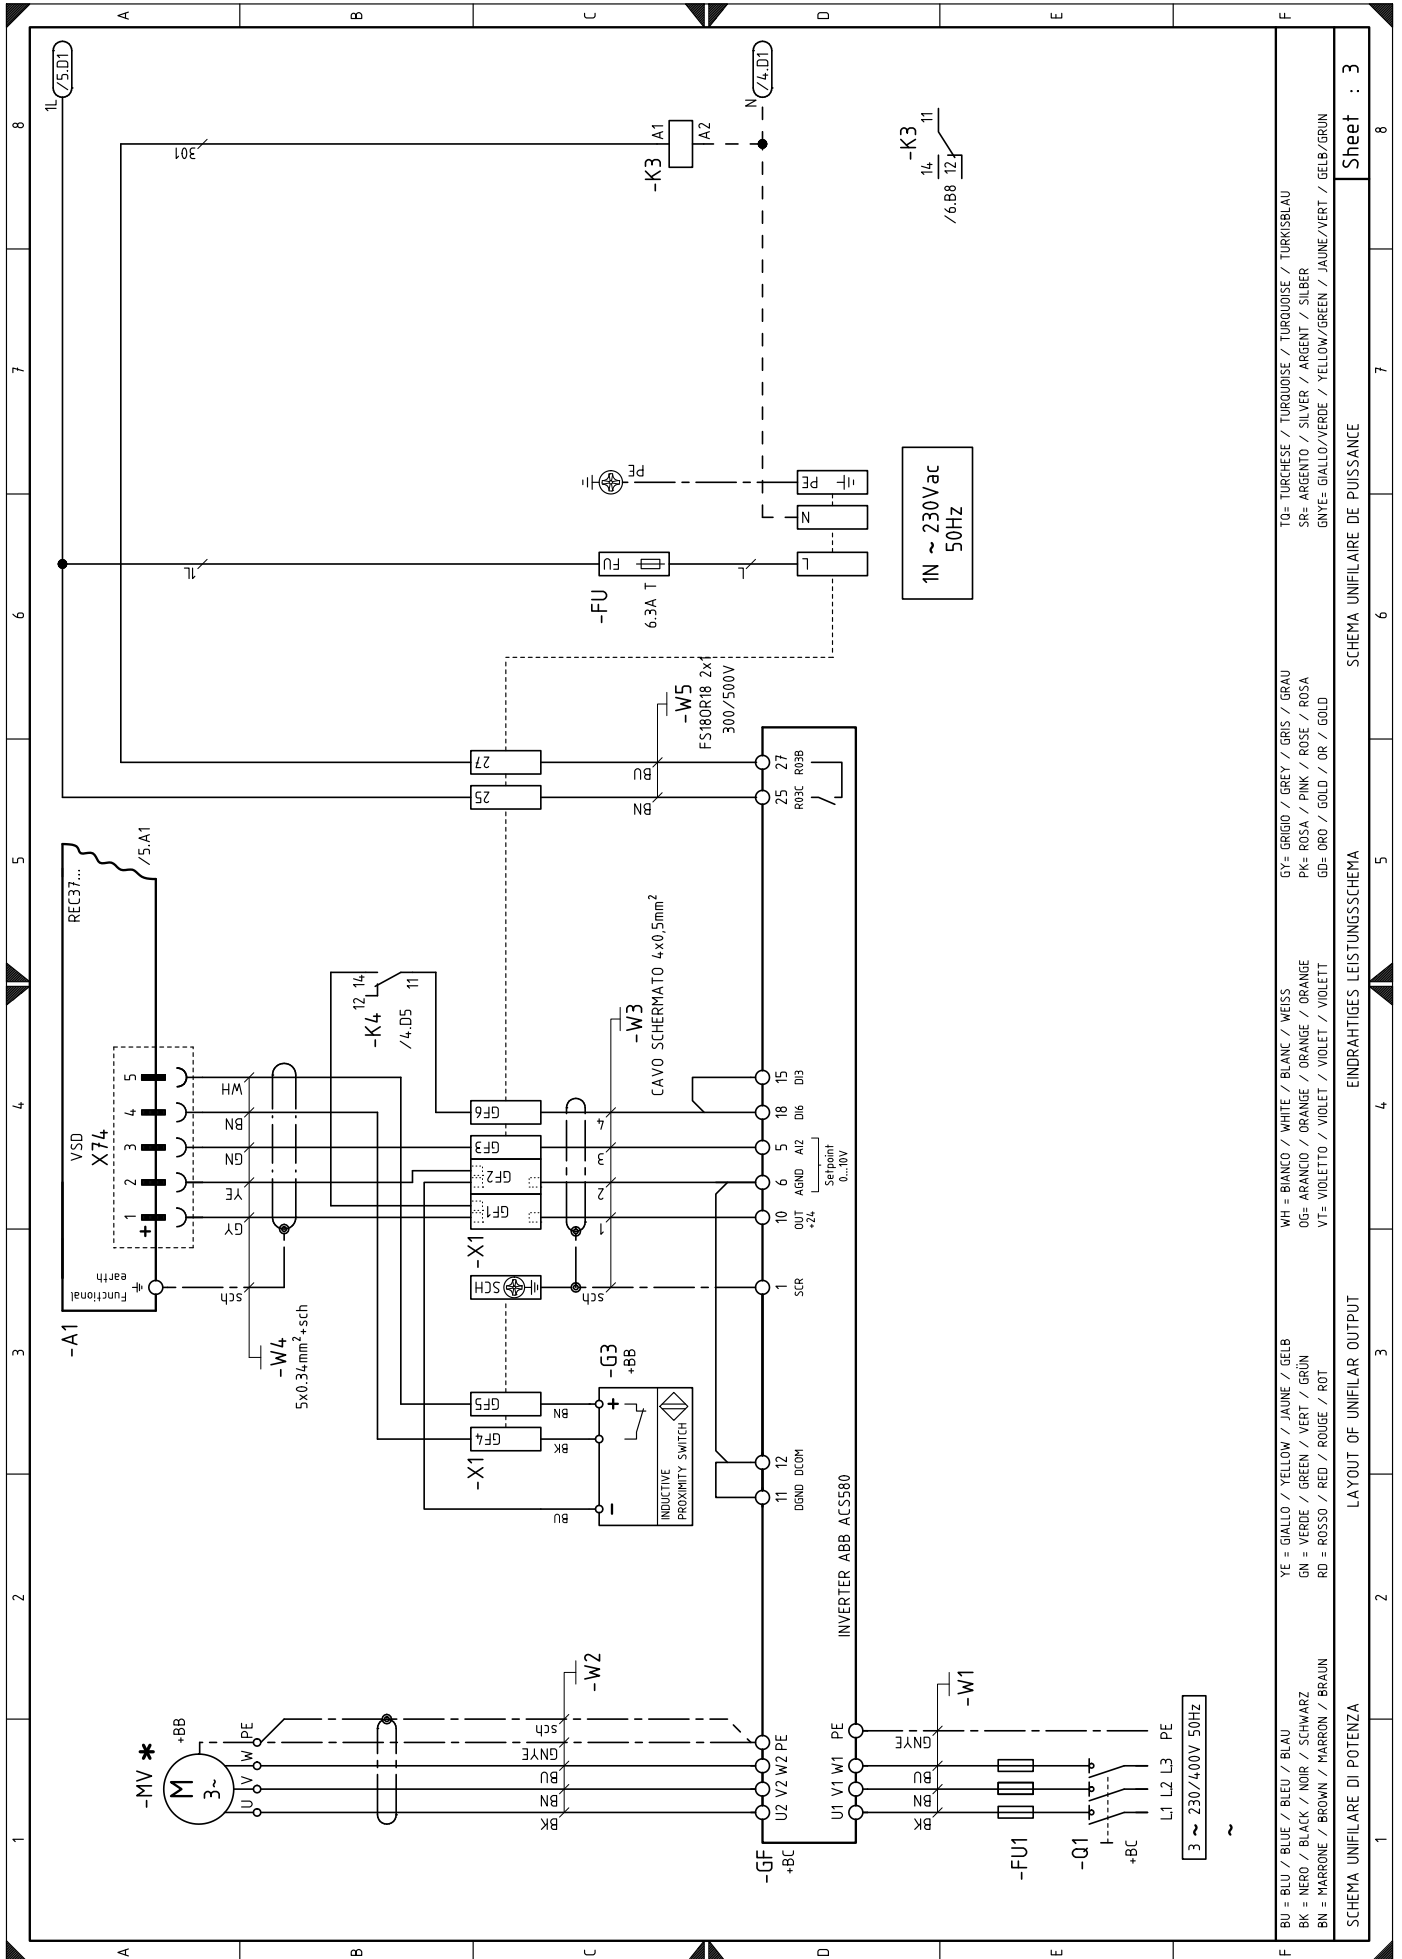 1 2 3 4 5 6 7 8
A
B
C
D
E
F
1L
/5.D1
-A1
Functional
earth
VSD
X74
+ 1 2 3 4 5
REC37...
/5.A1
sch GY YE GN BN WH
-W4
5x0.34mm²+sch
301
1L
-MV *
+BB
M
3~
U V W PE
BK BN BU GNYE sch
-W2
-K4
12 14
11
/4.D5
-X1
GF4 GF5
-X1
SCH GF1 GF2 GF3 GF6
25 27
BU BK BN
-G3
+BB
- +
INDUCTIVE
PROXIMITY SWITCH
sch 1 2 3 4
-W3
CAVO SCHERMATO 4x0,5mm²
BN BU
-W5
FS18OR18 2x1
300/500V
-FU
FU
6.3A T
L
PE
-K3
A1
A2
N
/4.D1
-GF
+BC
U2 V2 W2 PE
11 12 1 10 6 5 18 15 25 27
DGND DCOM SCR OUT AGND AI2 DI6 DI3 RO3C RO3B
+24
Setpoint
0...10V
INVERTER ABB ACS580
U1 V1 W1 PE
L N PE
1N ~ 230Vac
50Hz
-K3
14
12 11
/6.B8
BK BN BU GNYE
-W1
-FU1
-Q1
+BC
L1 L2 L3 PE
3 ~ 230/400V 50Hz
~
BU = BLU / BLUE / BLEU / BLAU
BK = NERO / BLACK / NOIR / SCHWARZ
BN = MARRONE / BROWN / MARRON / BRAUN
YE = GIALLO / YELLOW / JAUNE / GELB
GN = VERDE / GREEN / VERT / GRÜN
RD = ROSSO / RED / ROUGE / ROT
WH = BIANCO / WHITE / BLANC / WEISS
OG= ARANCIO / ORANGE / ORANGE / ORANGE
VT= VIOLETTO / VIOLET / VIOLET / VIOLETT
GY= GRIGIO / GREY / GRIS / GRAU
PK= ROSA / PINK / ROSE / ROSA
GD= ORO / GOLD / OR / GOLD
TQ= TURCHESE / TURQUOISE / TURQUOISE / TURKISBLAU
SR= ARGENTO / SILVER / ARGENT / SILBER
GNYE= GIALLO/VERDE / YELLOW/GREEN / JAUNE/VERT / GELB/GRUN
SCHEMA UNIFILARE DI POTENZA
LAYOUT OF UNIFILAR OUTPUT
EINDRAHTIGES LEISTUNGSSCHEMA
SCHEMA UNIFILAIRE DE PUISSANCE
Sheet : 3
1 2 3 4 5 6 7 8
A
B
C
D
E
F